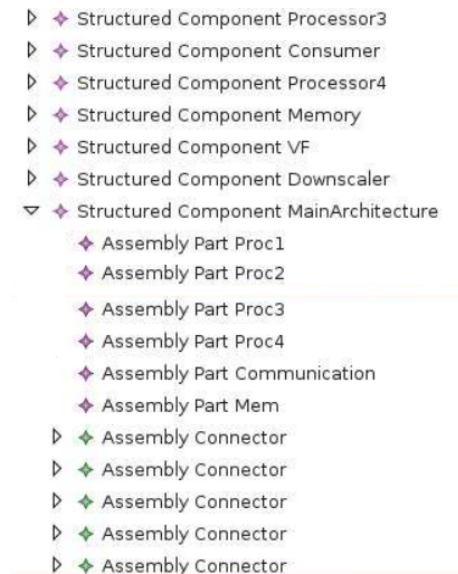 Structured Component Processor3
Structured Component Consumer
Structured Component Processor4
Structured Component Memory
Structured Component VF
Structured Component Downscaler
Structured Component MainArchitecture
Assembly Part Proc1
Assembly Part Proc2
Assembly Part Proc3
Assembly Part Proc4
Assembly Part Communication
Assembly Part Mem
Assembly Connector
Assembly Connector
Assembly Connector
Assembly Connector
Assembly Connector